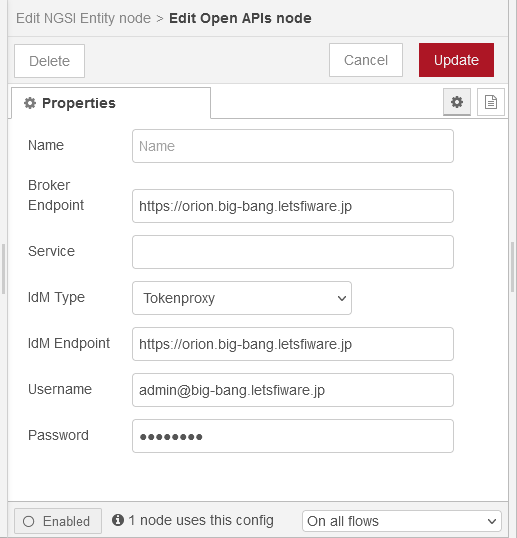 Edit NGSI Entity node > Edit Open APIs node
Delete
Cancel
Update
Properties
Name
Name
Broker
Endpoint
https://orion.big-bang.letsfiware.jp
Service
IdM Type
Tokenproxy
IdM Endpoint
https://orion.big-bang.letsfiware.jp
Username
admin@big-bang.letsfiware.jp
Password
●●●●●●●●
Enabled
1 node uses this config
On all flows